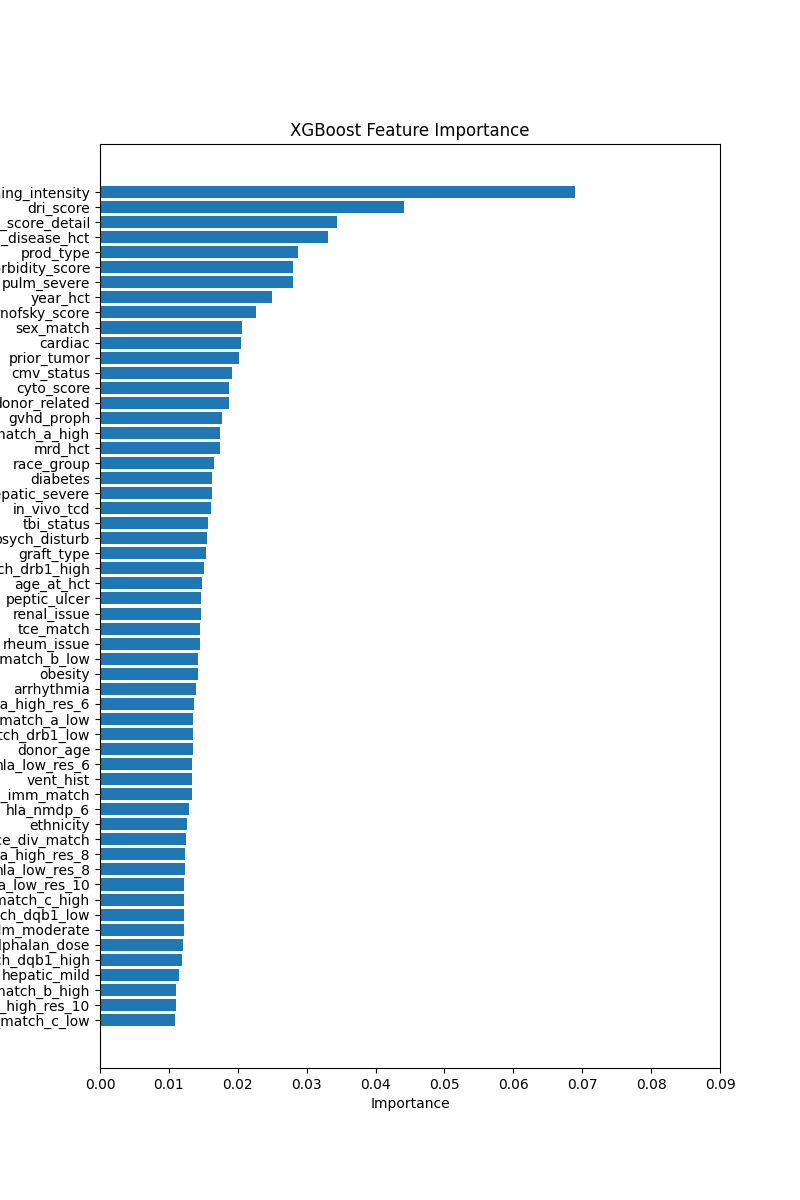 XGBoost Feature Importance
ing_intensity
dri_score
_score_detail
_disease_hct
prod_type
rbidity_score
pulm_severe
year_hct
nofsky_score
sex_match
cardiac
prior_tumor
cmv_status
cyto_score
donor_related
gvhd_proph
match_a_high
mrd_hct
race_group
diabetes
epatic_severe
in_vivo_tcd
tbi_status
psych_disturb
graft_type
ch_drb1_high
age_at_hct
peptic_ulcer
renal_issue
tce_match
rheum_issue
match_b_low
obesity
arrhythmia
a_high_res_6
match_a_low
tch_drb1_low
donor_age
hla_low_res_6
vent_hist
_imm_match
hla_nmdp_6
ethnicity
ce_div_match
a_high_res_8
hla_low_res_8
a_low_res_10
match_c_high
ch_dqb1_low
lm_moderate
lphalan_dose
ch_dqb1_high
hepatic_mild
match_b_high
_high_res_10
_match_c_low
0.00 0.01 0.02 0.03 0.04 0.05 0.06 0.07 0.08 0.09
Importance